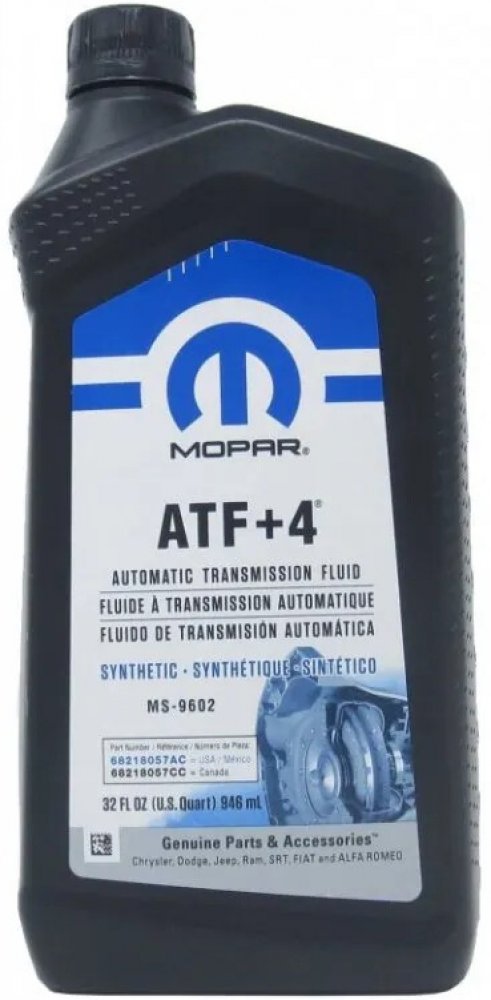 MOPAR®
ATF+4®
AUTOMATIC TRANSMISSION FLUID
FLUIDE À TRANSMISSION AUTOMATIQUE
FLUIDO DE TRANSMISIÓN AUTOMÁTICA
SYNTHETIC • SYNTHÉTIQUE • SINTÉTICO
MS-9602
Part Number / Référence / Número de Pieza:
68218057AC = USA / México
68218057CC = Canada
32 FL OZ (U.S. Quart) 946 mL
Genuine Parts & Accessories™
Chrysler, Dodge, Jeep, Ram, SRT, FIAT and ALFA ROMEO